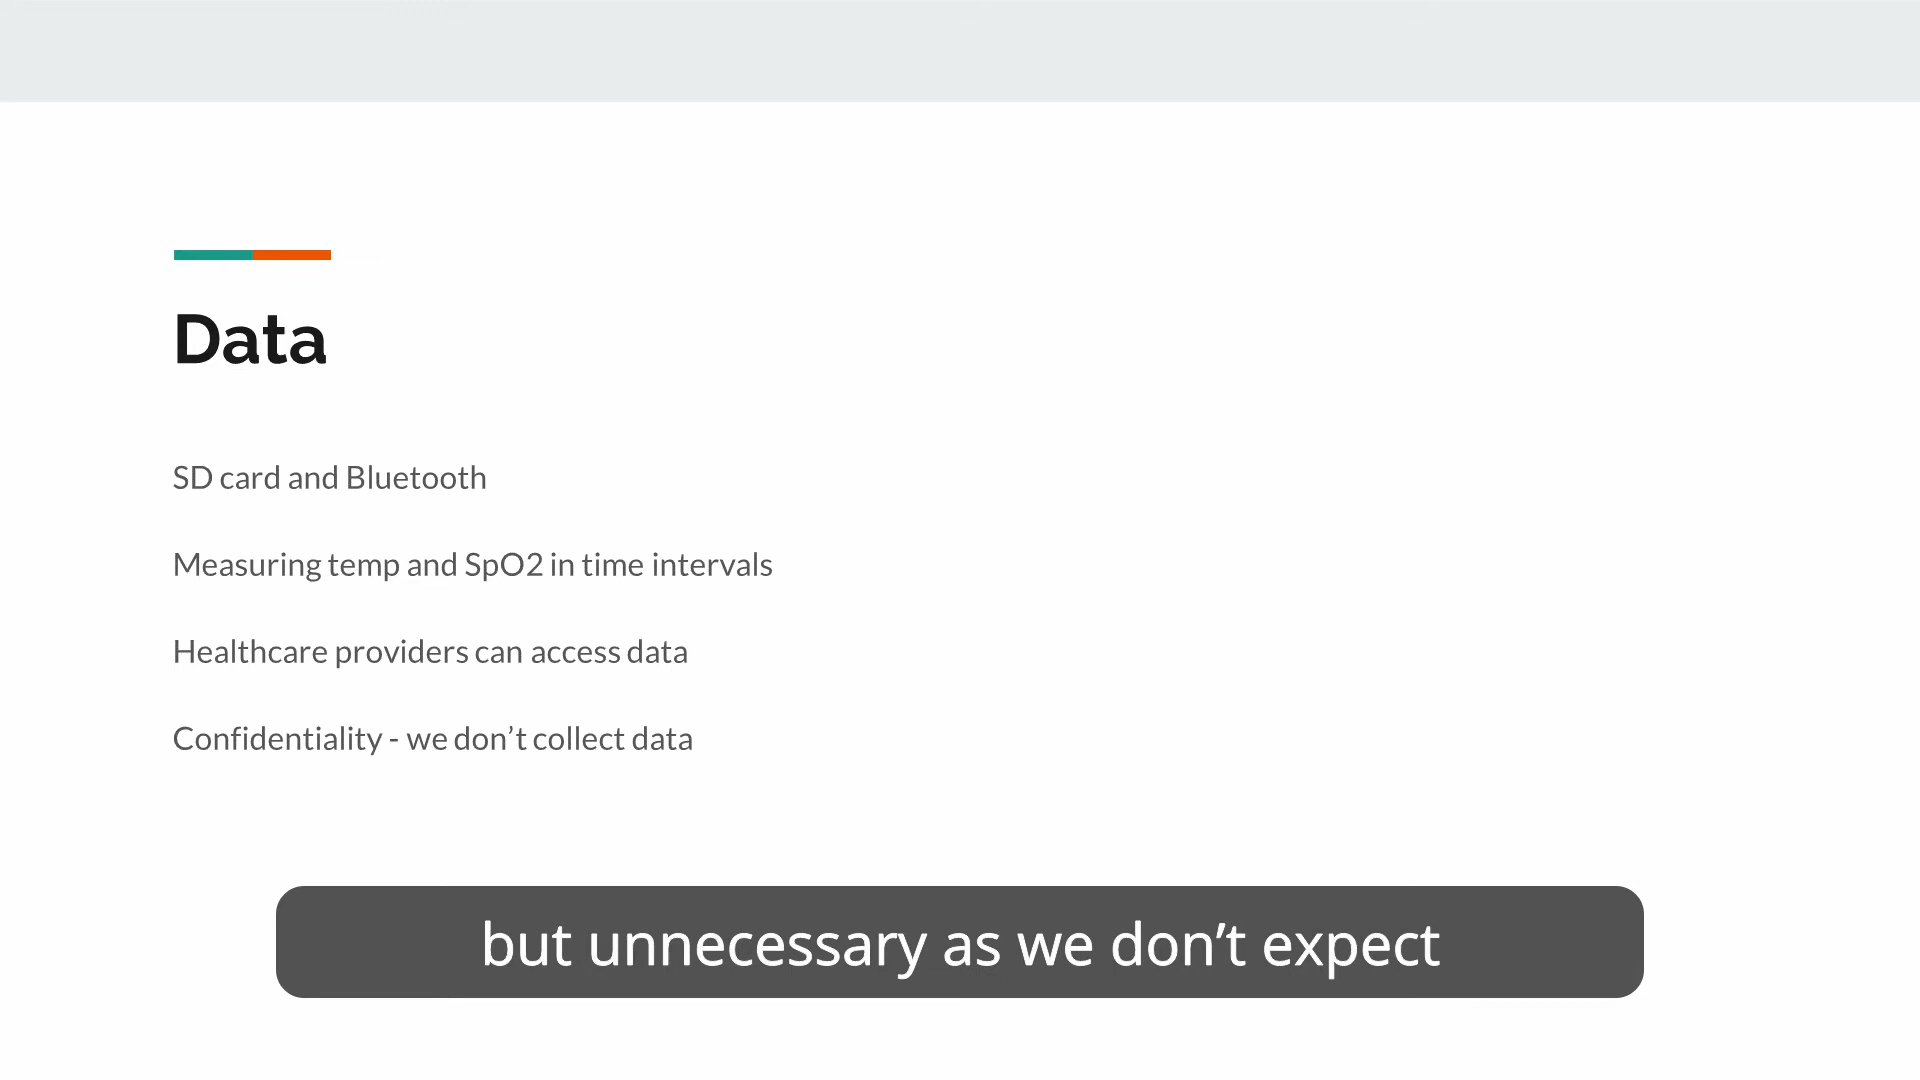 Data
SD card and Bluetooth
Measuring temp and SpO2 in time intervals
Healthcare providers can access data
Confidentiality - we don’t collect data
but unnecessary as we don’t expect